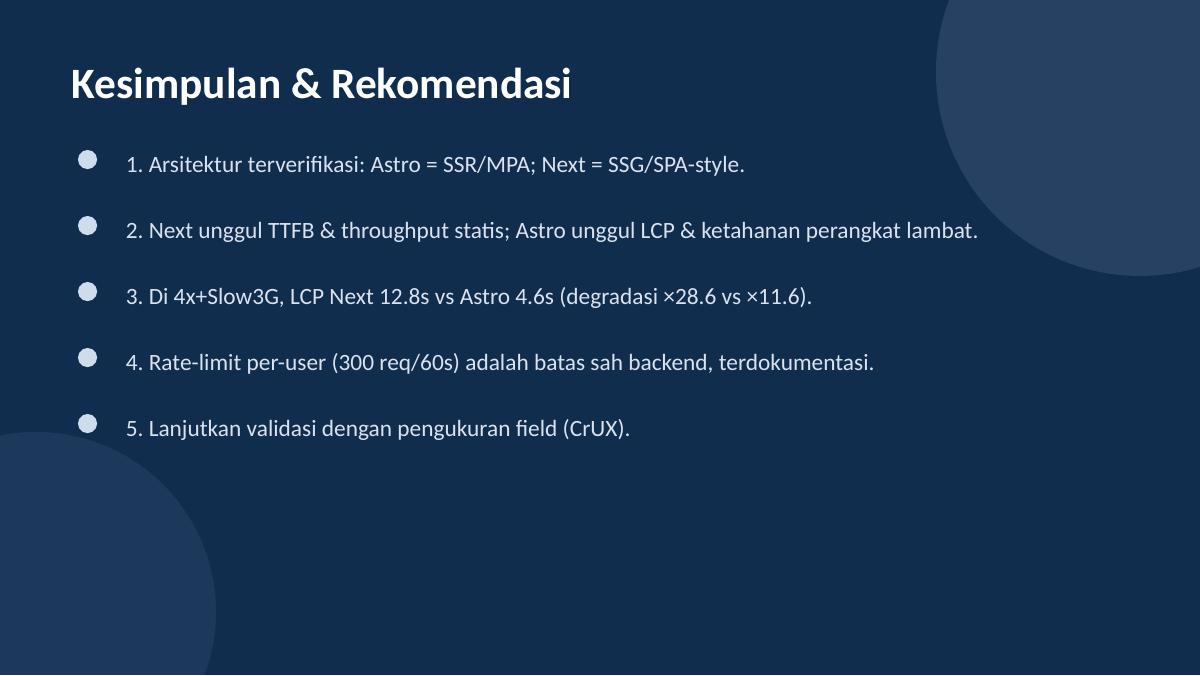 Kesimpulan & Rekomendasi
1. Arsitektur terverifikasi: Astro = SSR/MPA; Next = SSG/SPA-style.
2. Next unggul TTFB & throughput statis; Astro unggul LCP & ketahanan perangkat lambat.
3. Di 4x+Slow3G, LCP Next 12.8s vs Astro 4.6s (degradasi ×28.6 vs ×11.6).
4. Rate-limit per-user (300 req/60s) adalah batas sah backend, terdokumentasi.
5. Lanjutkan validasi dengan pengukuran field (CrUX).